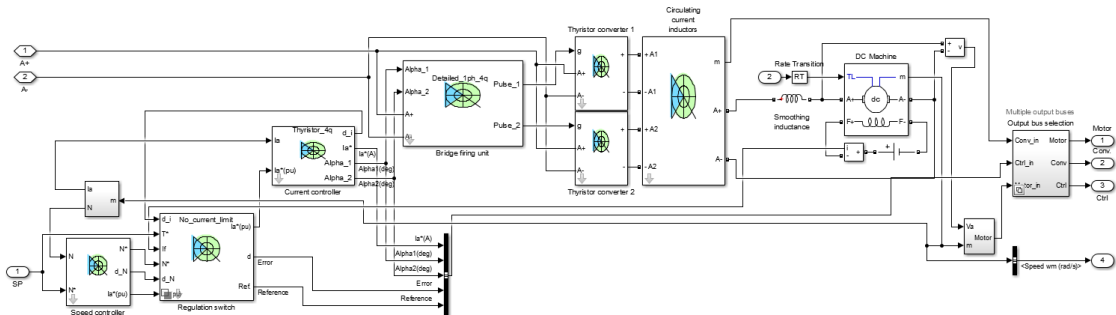 Circulating
current
inductors
Thyristor converter 1
1
A+
2
A-
g
A+
A-
+
-
+ A1
- A1
+ A2
- A2
m
A+
A-
Rate Transition
2
RT
DC Machine
TL
m
A+
dc
A-
F+
F-
+
-
v
Smoothing
inductance
Alpha_1
Alpha_2
A+
A-
Detailed_1ph_4q
Pulse_1
Pulse_2
Bridge firing unit
g
A+
A-
+
-
Thyristor converter 2
i
+
-
+
Multiple output buses
Output bus selection
Conv_in
Ctrl_in
Motor_in
Motor
Conv
Ctrl
Motor
1
Conv.
2
3
Ctrl
Thyristor_4q
Ia
Ia*(pu)
d_i
Ia*
Alpha_1
Alpha_2
Current controller
Ia*(A)
Alpha1(deg)
Alpha2(deg)
Ia
N
m
No_current_limit
d_i
T*
If
N*
d_N
Ia*(pu)
Ia*(pu)
d
Ref.
Regulation switch
Error
Reference
1
SP
N
N*
N*
d_N
Ia*(pu)
Speed controller
Ia*(A)
Alpha1(deg)
Alpha2(deg)
Error
Reference
Va
m
Motor
<Speed wm (rad/s)>
4